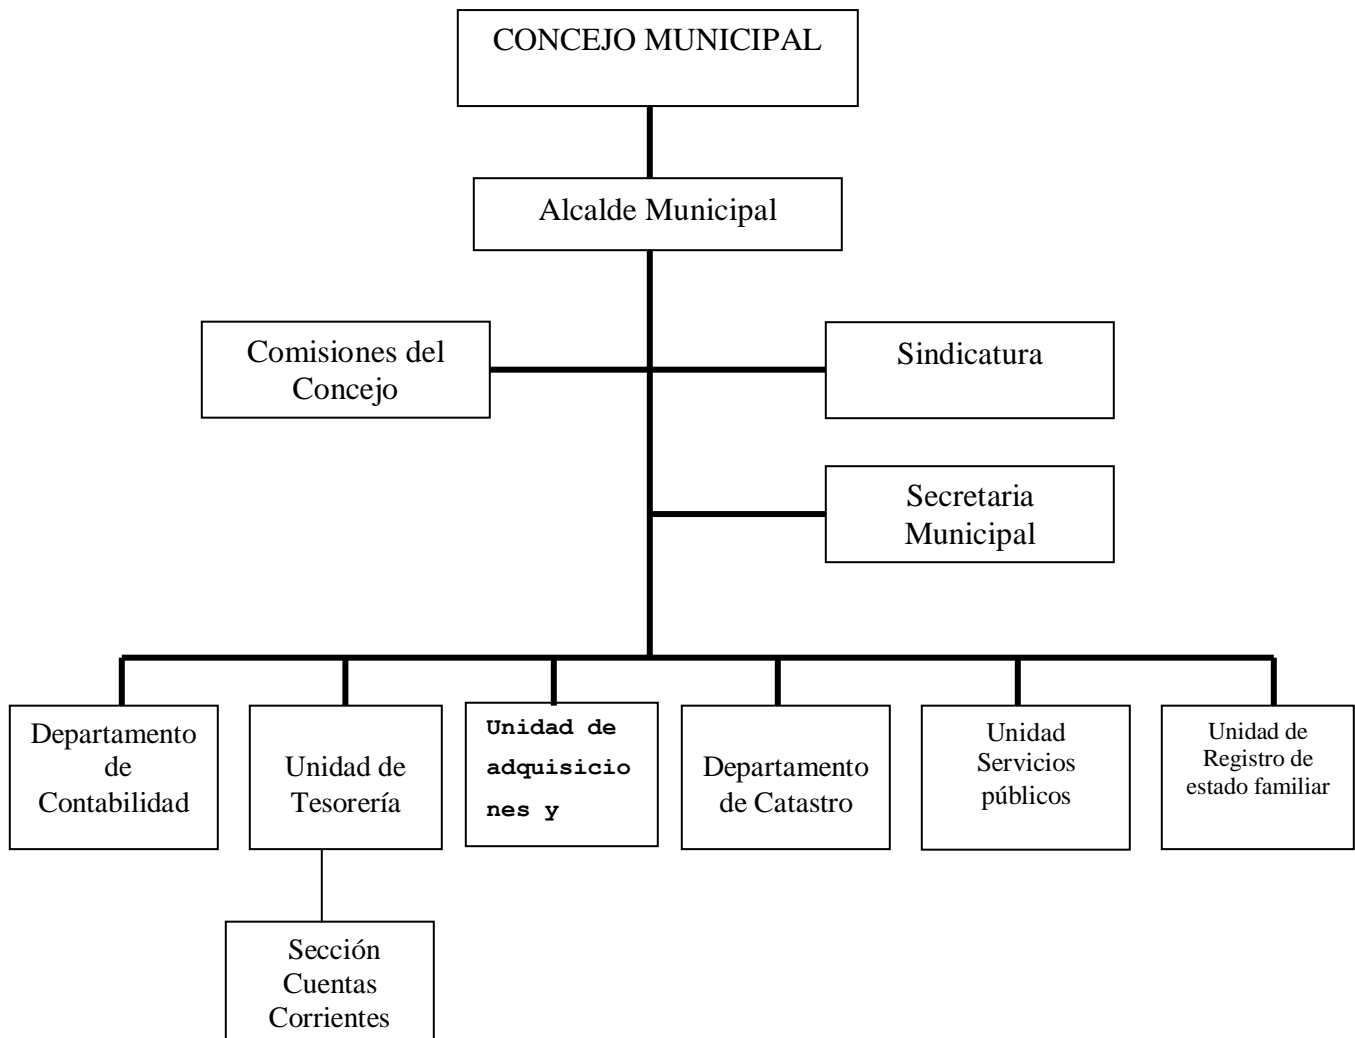 CONCEJO MUNICIPAL
Alcalde Municipal
Comisiones del
Concejo
Sindicatura
Secretaria
Municipal
Departamento
de
Contabilidad
Unidad de
Tesorería
Unidad de
adquisicio
nes y
Departamento
de Catastro
Unidad
Servicios
públicos
Unidad de
Registro de
estado familiar
Sección
Cuentas
Corrientes